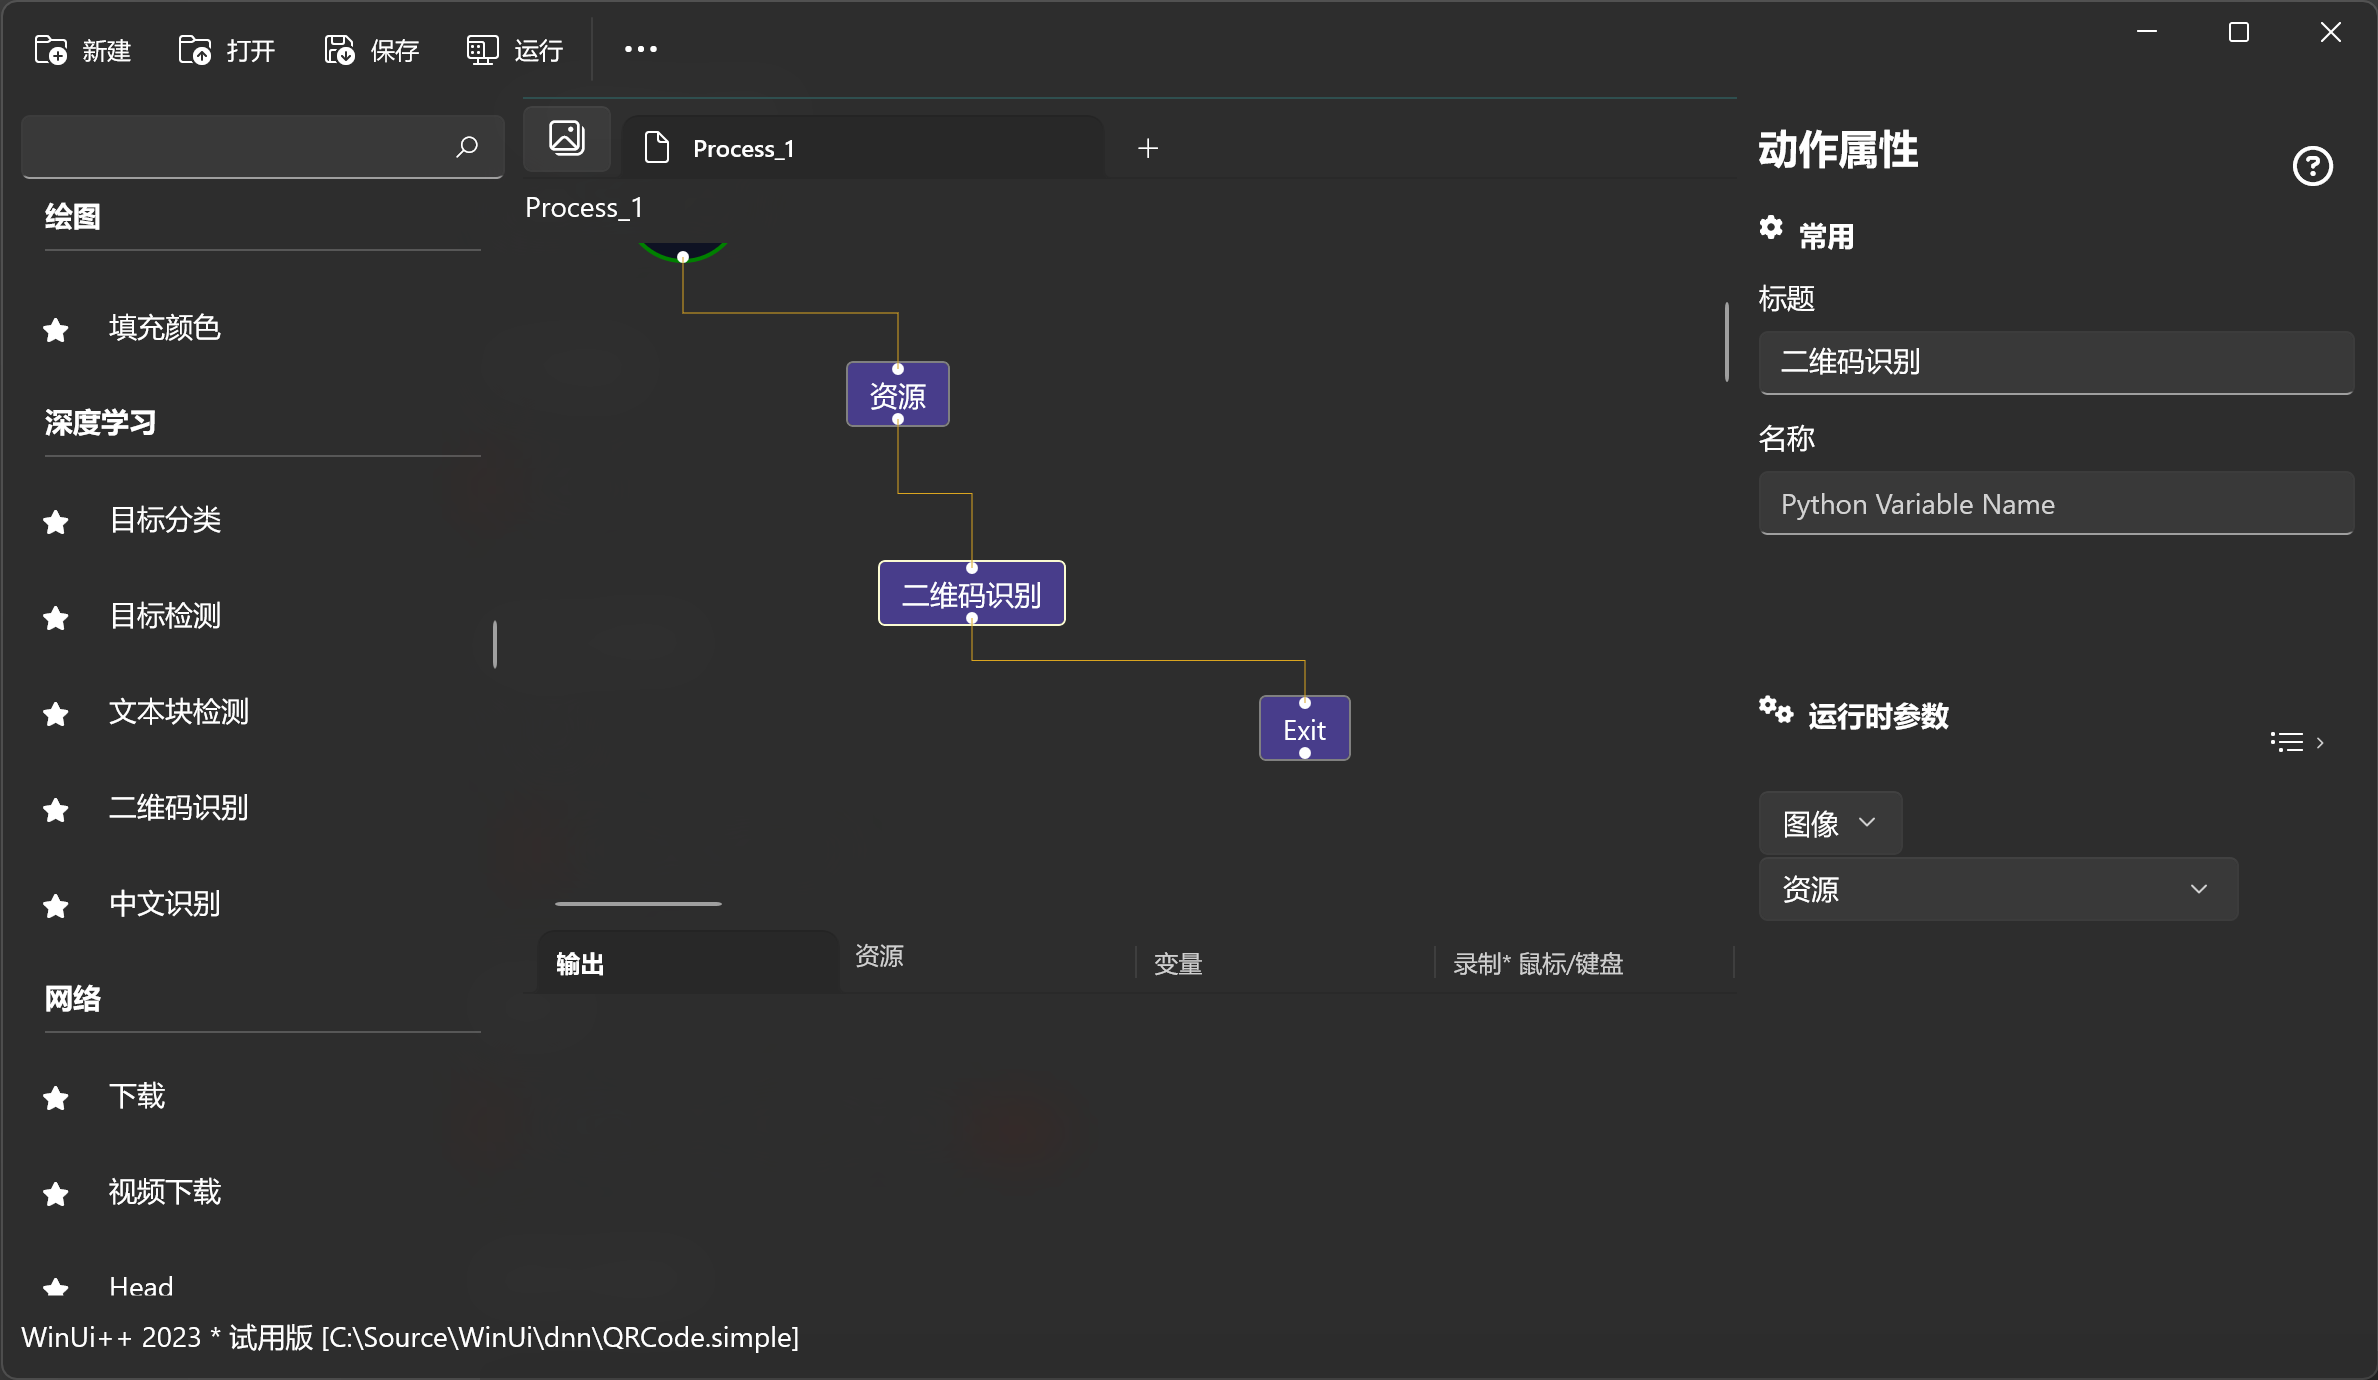 新建
打开
保存
运行
Process_1
Process_1
绘图
填充颜色
深度学习
目标分类
目标检测
文本块检测
二维码识别
中文识别
网络
下载
视频下载
Head
资源
二维码识别
Exit
输出
资源
变量
录制* 鼠标/键盘
动作属性
常用
标题
二维码识别
名称
Python Variable Name
运行时参数
图像
资源
WinUi++ 2023 * 试用版 [C:\Source\WinUi\dnn\QRCode.simple]